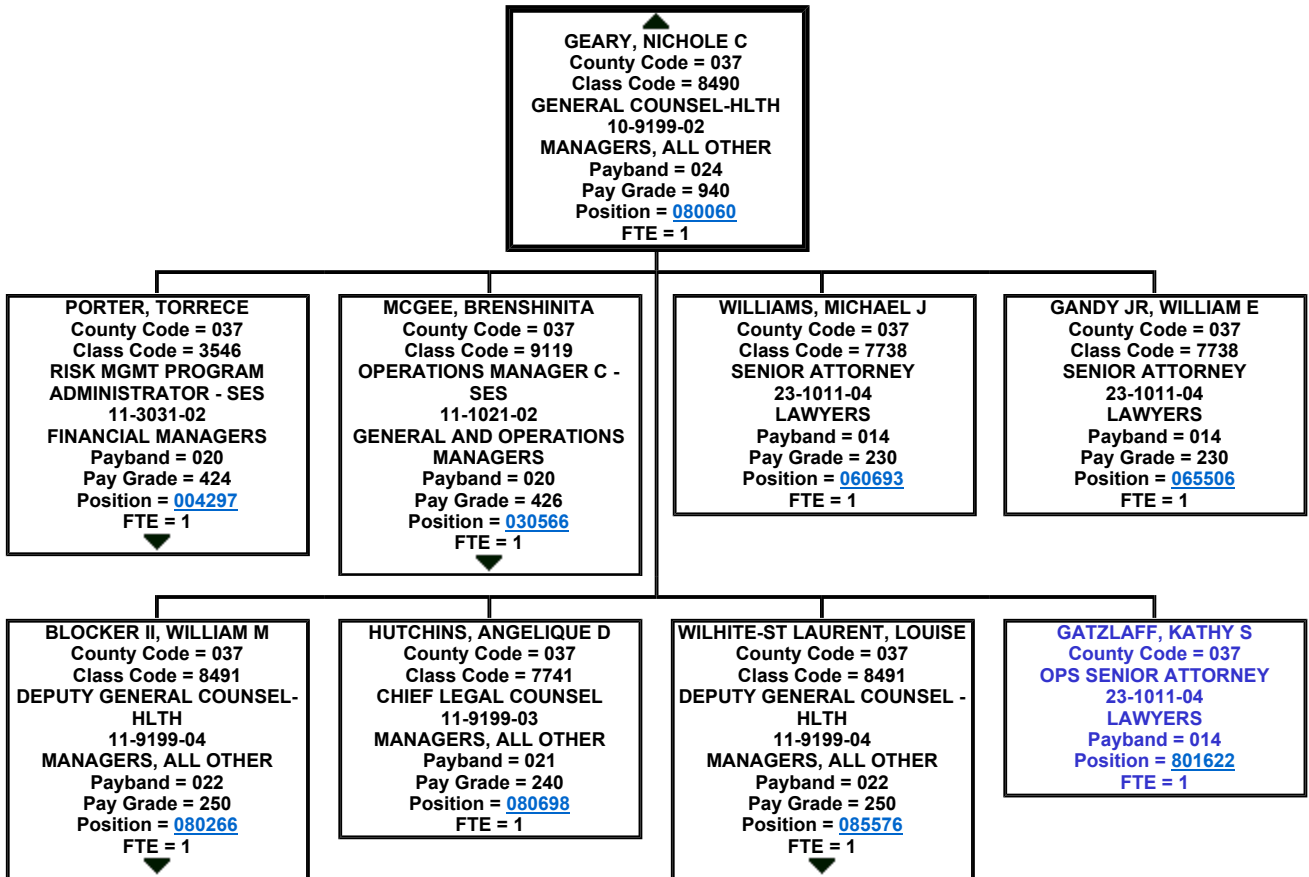 GEARY, NICHOLE C
County Code = 037
Class Code = 8490
GENERAL COUNSEL-HLTH
10-9199-02
MANAGERS, ALL OTHER
Payband = 024
Pay Grade = 940
Position = 080060
FTE = 1
PORTER, TORRECE
County Code = 037
Class Code = 3546
RISK MGMT PROGRAM
ADMINISTRATOR - SES
11-3031-02
FINANCIAL MANAGERS
Payband = 020
Pay Grade = 424
Position = 004297
FTE = 1
MCGEE, BRENSHINITA
County Code = 037
Class Code = 9119
OPERATIONS MANAGER C -
SES
11-1021-02
GENERAL AND OPERATIONS
MANAGERS
Payband = 020
Pay Grade = 426
Position = 030566
FTE = 1
WILLIAMS, MICHAEL J
County Code = 037
Class Code = 7738
SENIOR ATTORNEY
23-1011-04
LAWYERS
Payband = 014
Pay Grade = 230
Position = 060693
FTE = 1
GANDY JR, WILLIAM E
County Code = 037
Class Code = 7738
SENIOR ATTORNEY
23-1011-04
LAWYERS
Payband = 014
Pay Grade = 230
Position = 065506
FTE = 1
BLOCKER II, WILLIAM M
County Code = 037
Class Code = 8491
DEPUTY GENERAL COUNSEL-
HLTH
11-9199-04
MANAGERS, ALL OTHER
Payband = 022
Pay Grade = 250
Position = 080266
FTE = 1
HUTCHINS, ANGELIQUE D
County Code = 037
Class Code = 7741
CHIEF LEGAL COUNSEL
11-9199-03
MANAGERS, ALL OTHER
Payband = 021
Pay Grade = 240
Position = 080698
FTE = 1
WILHITE-ST LAURENT, LOUISE
County Code = 037
Class Code = 8491
DEPUTY GENERAL COUNSEL -
HLTH
11-9199-04
MANAGERS, ALL OTHER
Payband = 022
Pay Grade = 250
Position = 085576
FTE = 1
GATZLAFF, KATHY S
County Code = 037
OPS SENIOR ATTORNEY
23-1011-04
LAWYERS
Payband = 014
Position = 801622
FTE = 1